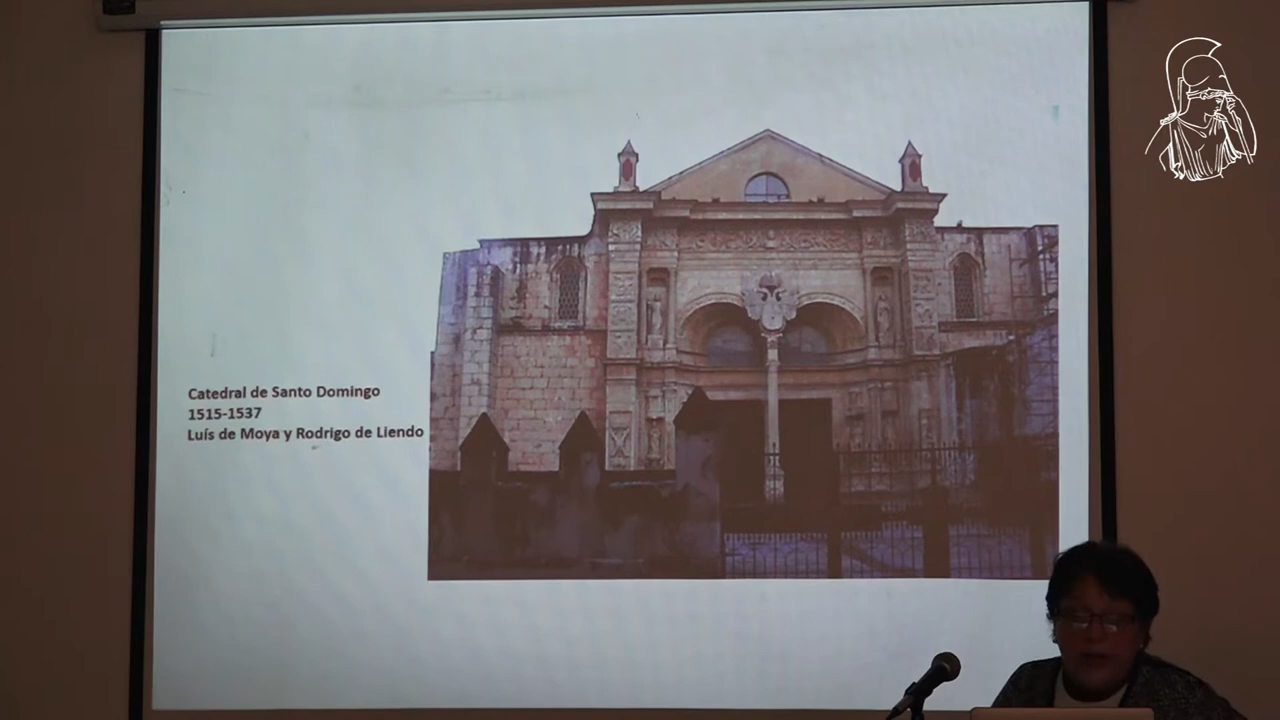 Catedral de Santo Domingo
1515-1537
Luís de Moya y Rodrigo de Liendo